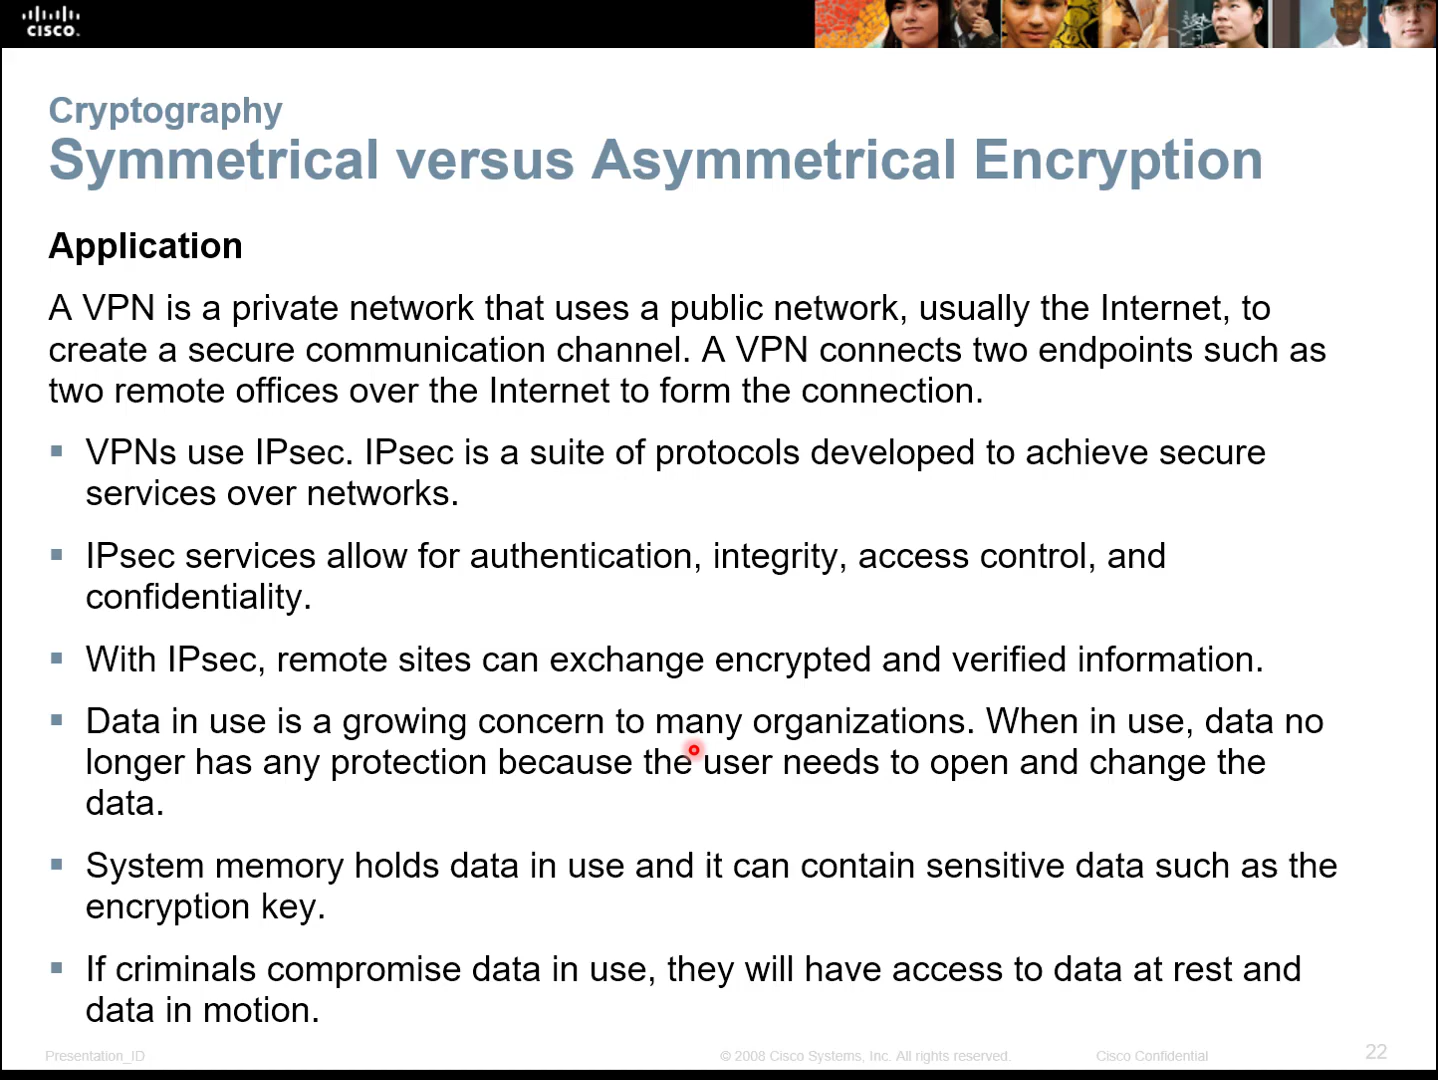 CISCO
Cryptography
Symmetrical versus Asymmetrical Encryption
Application
A VPN is a private network that uses a public network, usually the Internet, to
create a secure communication channel. A VPN connects two endpoints such as
two remote offices over the Internet to form the connection.
▪ VPNs use IPsec. IPsec is a suite of protocols developed to achieve secure
services over networks.
▪ IPsec services allow for authentication, integrity, access control, and
confidentiality.
▪ With IPsec, remote sites can exchange encrypted and verified information.
▪ Data in use is a growing concern to many organizations. When in use, data no
longer has any protection because the user needs to open and change the
data.
▪ System memory holds data in use and it can contain sensitive data such as the
encryption key.
▪ If criminals compromise data in use, they will have access to data at rest and
data in motion.
Presentation_ID © 2008 Cisco Systems, Inc. All rights reserved. Cisco Confidential 22